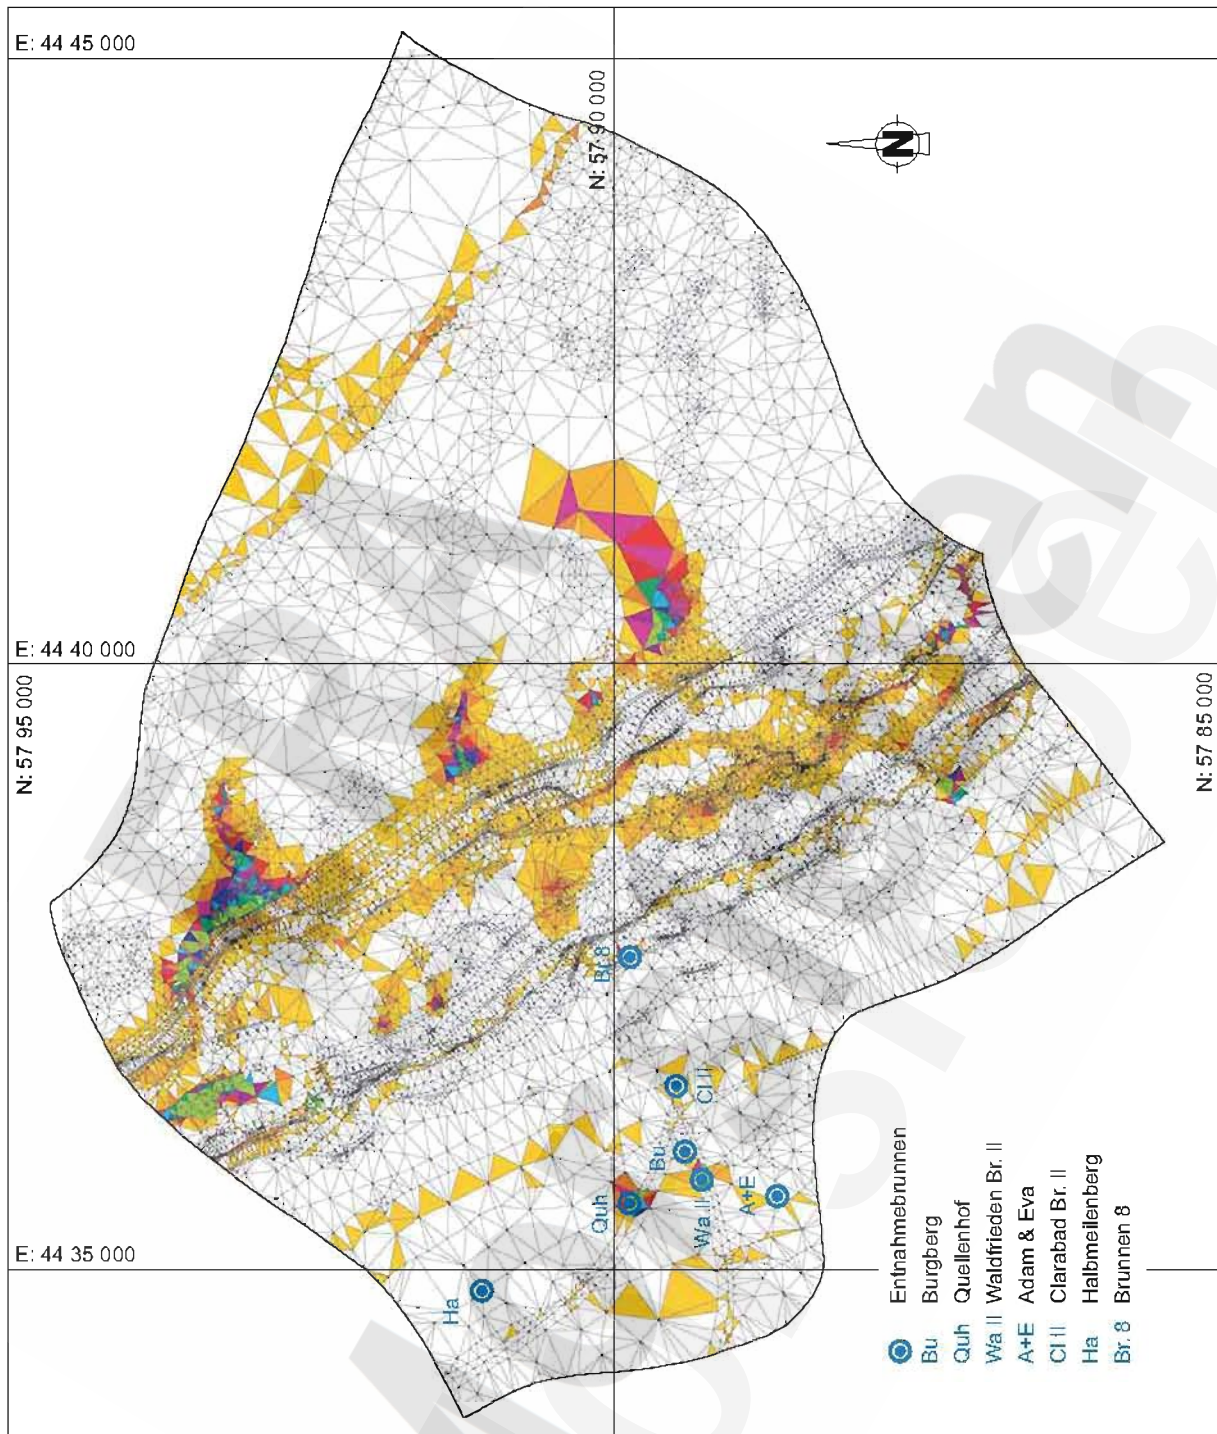 E: 44 45 000
N: 57 90 000
N
E: 44 40 000
N: 57 95 000
N: 57 85 000
Br. 8
Cl II
Bu
Quh
Wa II
A+E
E: 44 35 000
Ha
Entnahmebrunnen
Bu Burgberg
Quh Quellenhof
Wa II Waldfrieden Br. II
A+E Adam & Eva
Cl II Clarabad Br. II
Ha Halbmeilenberg
Br. 8 Brunnen 8